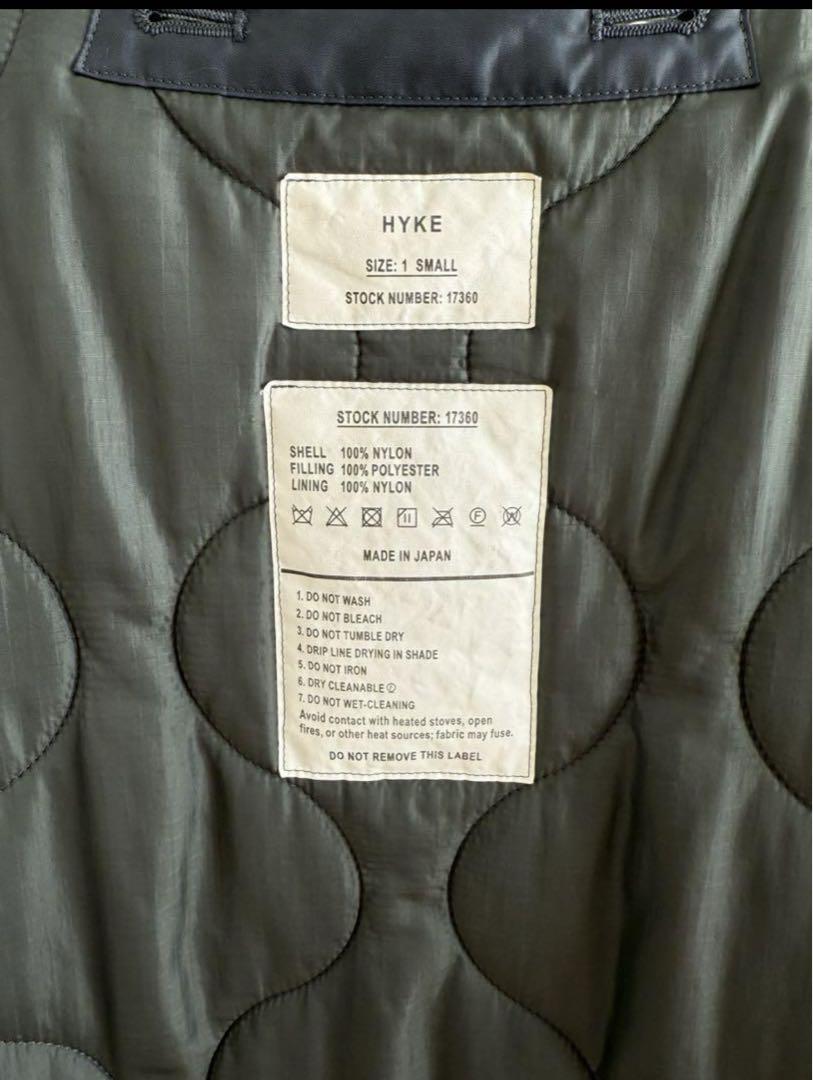 HYKE
SIZE: 1 SMALL
STOCK NUMBER: 17360
STOCK NUMBER: 17360
SHELL 100% NYLON
FILLING 100% POLYESTER
LINING 100% NYLON
MADE IN JAPAN
1. DO NOT WASH
2. DO NOT BLEACH
3. DO NOT TUMBLE DRY
4. DRIP LINE DRYING IN SHADE
5. DO NOT IRON
6. DRY CLEANABLE Ⓕ
7. DO NOT WET-CLEANING
Avoid contact with heated stoves, open
fires, or other heat sources; fabric may fuse.
DO NOT REMOVE THIS LABEL